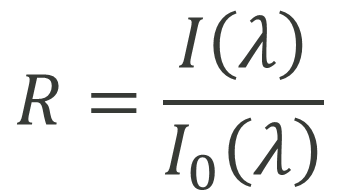 R = I(λ) / I₀(λ)